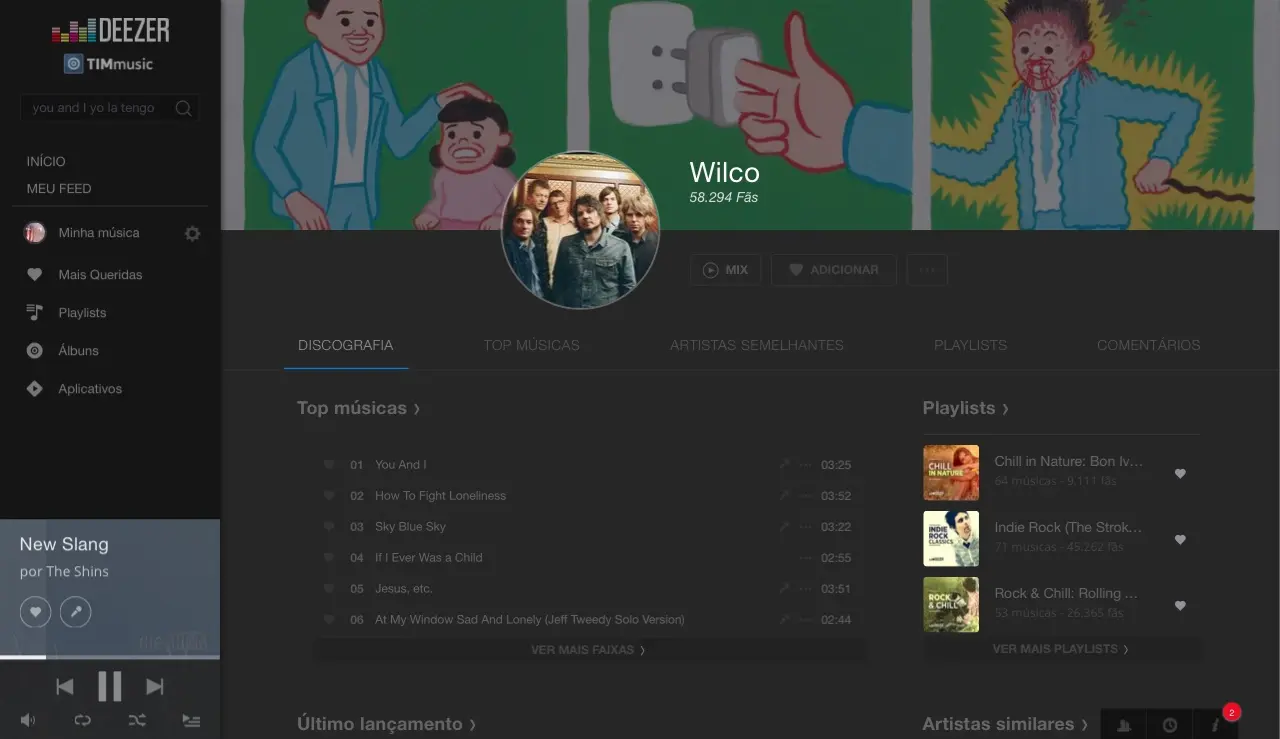 DEEZER
TIMmusic
you and I yo la tengo
INÍCIO
MEU FEED
Minha música
Mais Queridas
Playlists
Álbuns
Aplicativos
New Slang
por The Shins
Wilco
58.294 Fãs
MIX
ADICIONAR
DISCOGRAFIA
TOP MÚSICAS
ARTISTAS SEMELHANTES
PLAYLISTS
COMENTÁRIOS
Top músicas
01 You And I 03:25
02 How To Fight Loneliness 03:52
03 Sky Blue Sky 03:22
04 If I Ever Was a Child 02:55
05 Jesus, etc. 03:51
06 At My Window Sad And Lonely (Jeff Tweedy Solo Version) 02:44
VER MAIS FAIXAS
Último lançamento
Playlists
CHILL IN NATURE
Chill in Nature: Bon Iv...
64 músicas - 9.111 fãs
INDIE ROCK CLASSICS
Indie Rock (The Strok...
71 músicas - 45.262 fãs
ROCK & CHILL
Rock & Chill: Rolling ...
53 músicas - 26.365 fãs
VER MAIS PLAYLISTS
Artistas similares
2